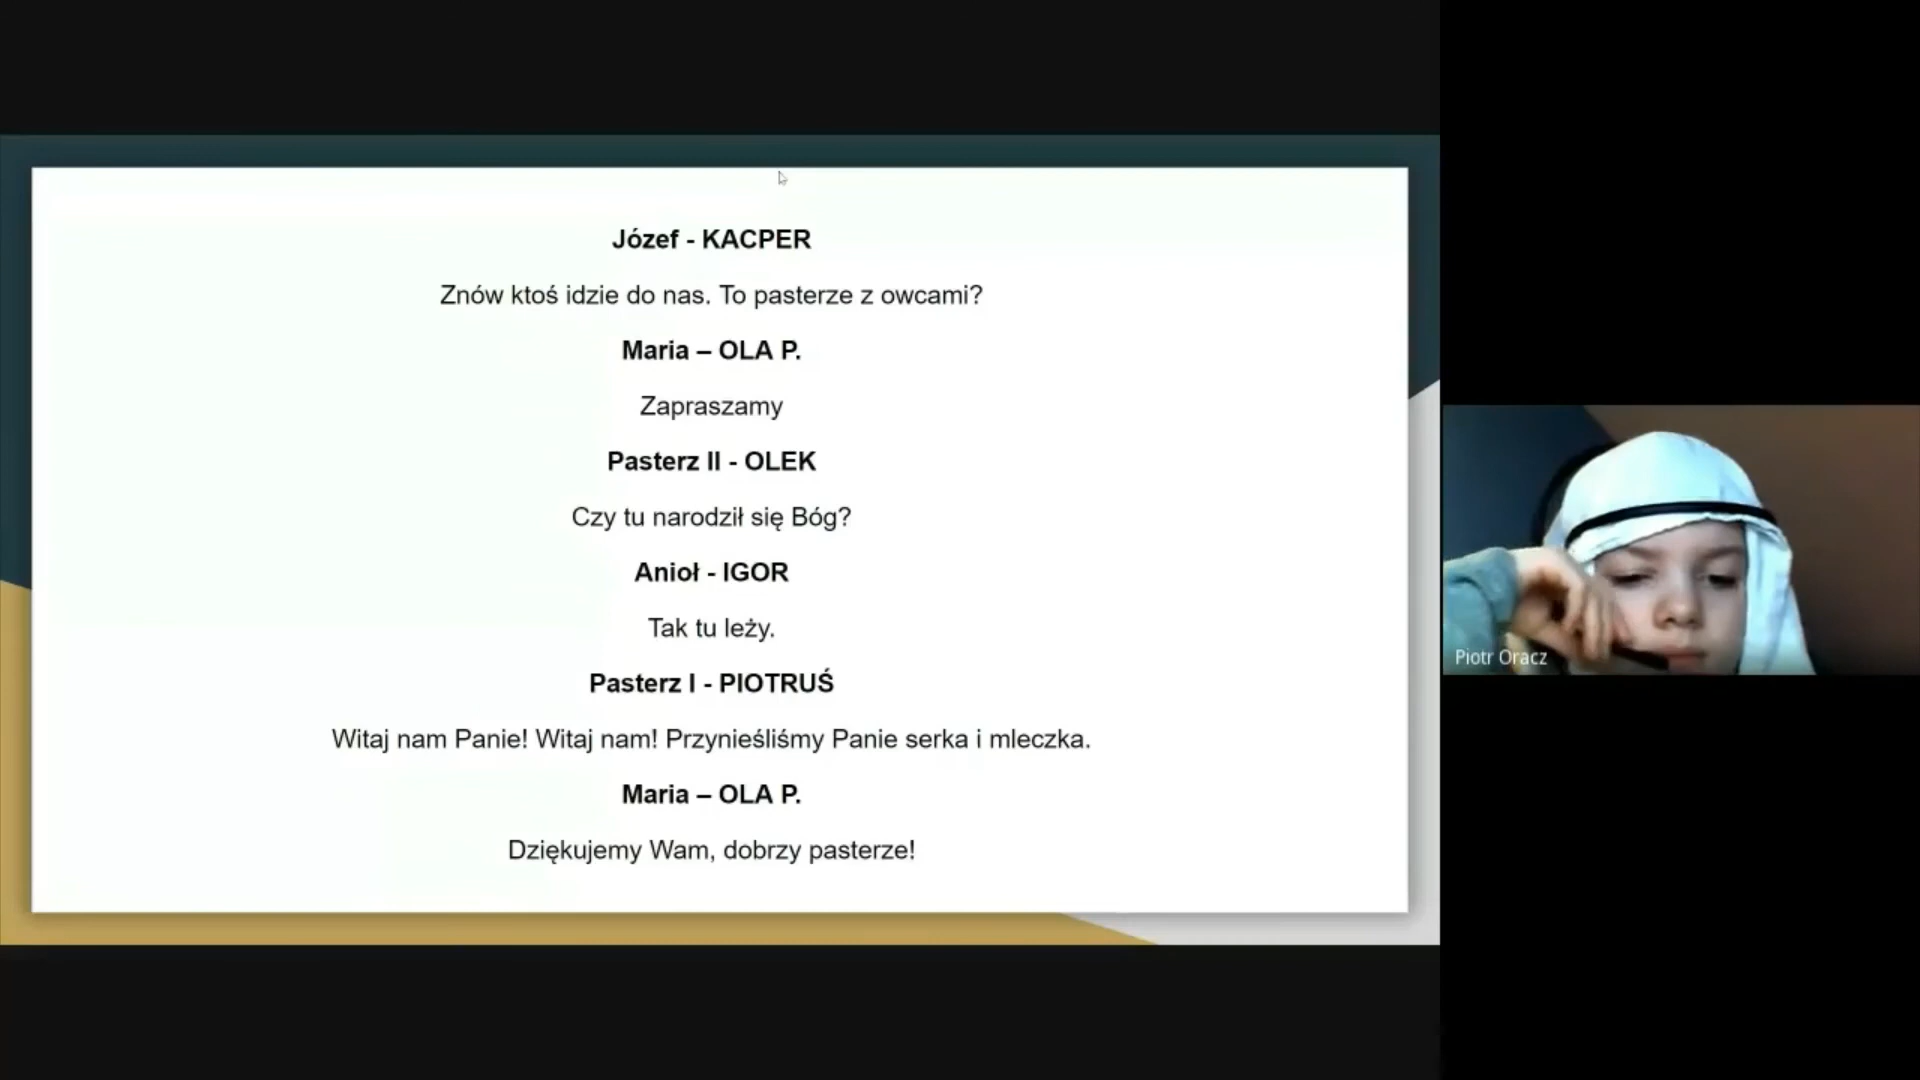 Józef - KACPER
Znów ktoś idzie do nas. To pasterze z owcami?
Maria – OLA P.
Zapraszamy
Pasterz II - OLEK
Czy tu narodził się Bóg?
Anioł - IGOR
Tak tu leży.
Pasterz I - PIOTRUŚ
Witaj nam Panie! Witaj nam! Przynieśliśmy Panie serka i mleczka.
Maria – OLA P.
Dziękujemy Wam, dobrzy pasterze!
Piotr Oracz